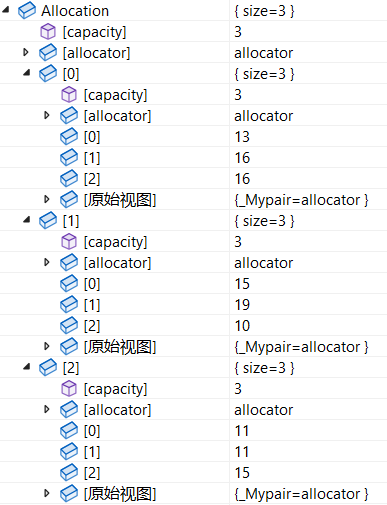 Allocation { size=3 }
[capacity] 3
[allocator] allocator
[0] { size=3 }
[capacity] 3
[allocator] allocator
[0] 13
[1] 16
[2] 16
[原始视图] {_Mypair=allocator }
[1] { size=3 }
[capacity] 3
[allocator] allocator
[0] 15
[1] 19
[2] 10
[原始视图] {_Mypair=allocator }
[2] { size=3 }
[capacity] 3
[allocator] allocator
[0] 11
[1] 11
[2] 15
[原始视图] {_Mypair=allocator }